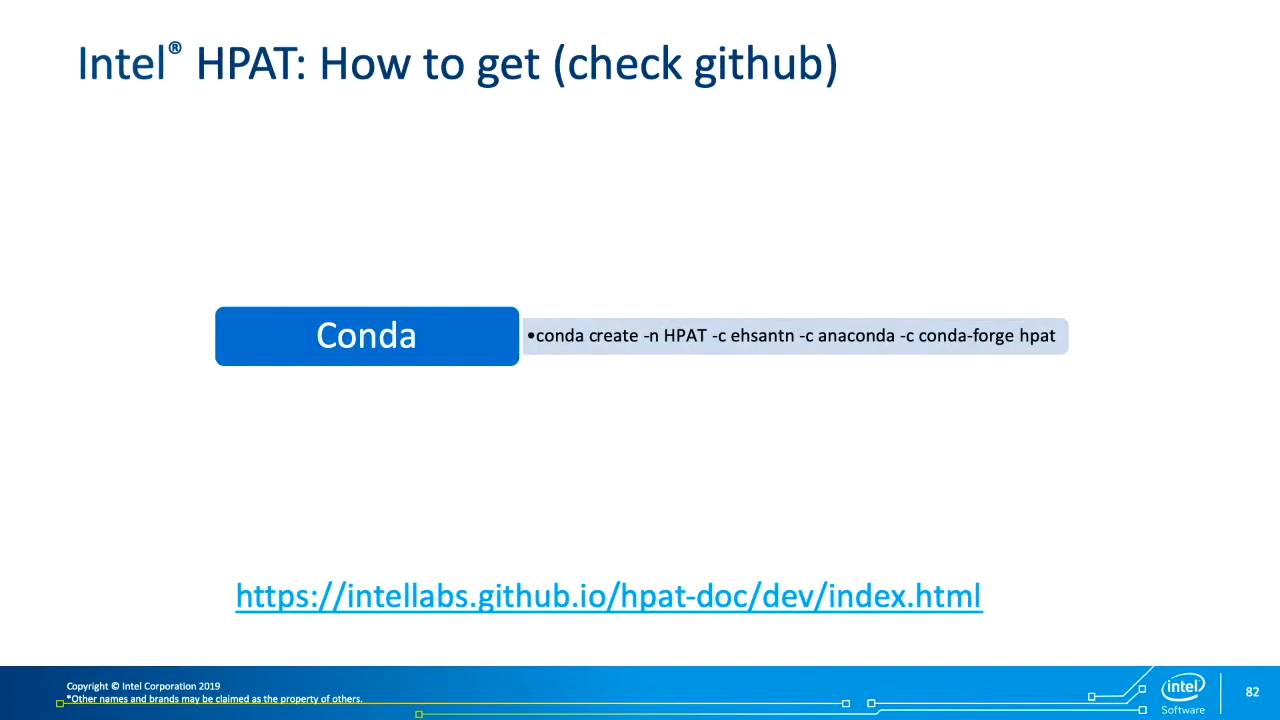 Intel® HPAT: How to get (check github)
Conda
•conda create -n HPAT -c ehsantn -c anaconda -c conda-forge hpat
https://intellabs.github.io/hpat-doc/dev/index.html
Copyright © Intel Corporation 2019
*Other names and brands may be claimed as the property of others.
intel
Software
82